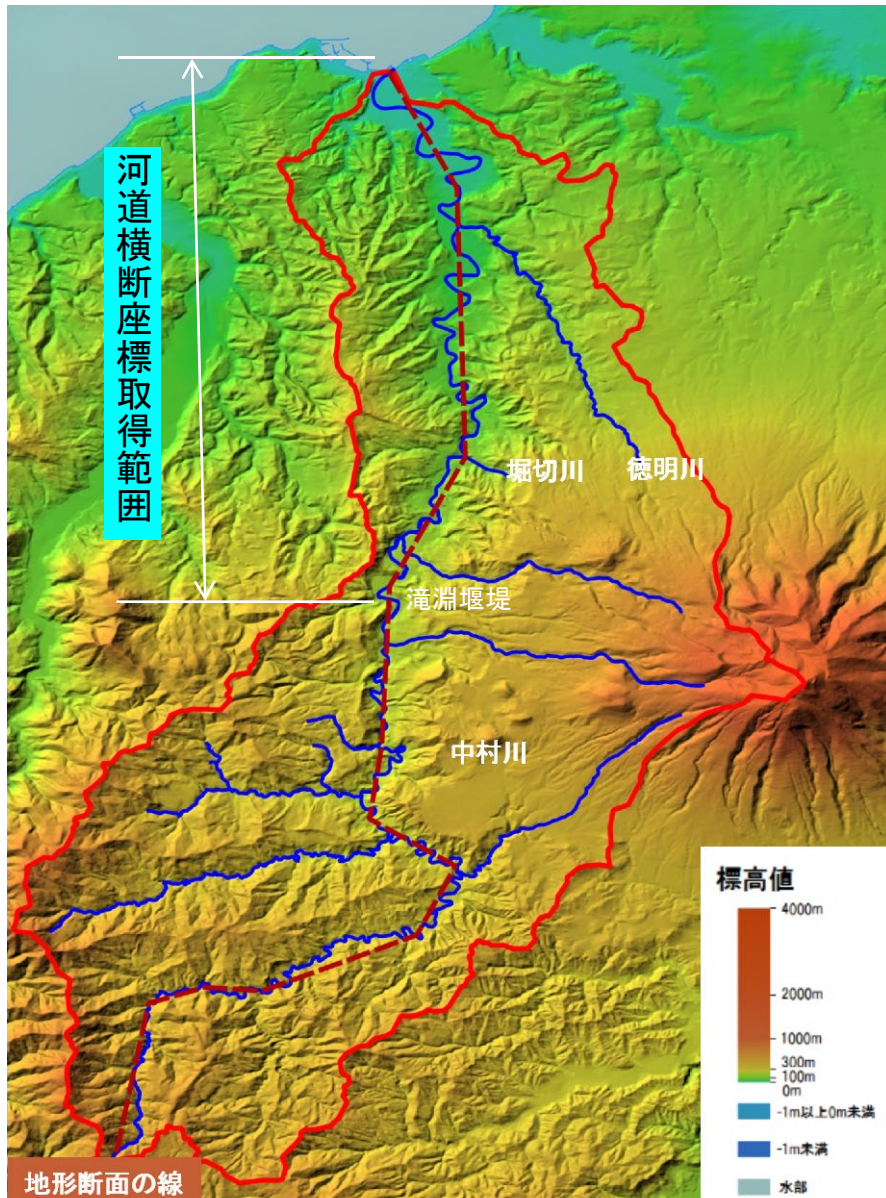 河道横断座標取得範囲
堀切川
徳明川
滝淵堰堤
中村川
標高値
4000m
2000m
1000m
300m
100m
0m
-1m以上0m未満
-1m未満
水部
地形断面の線